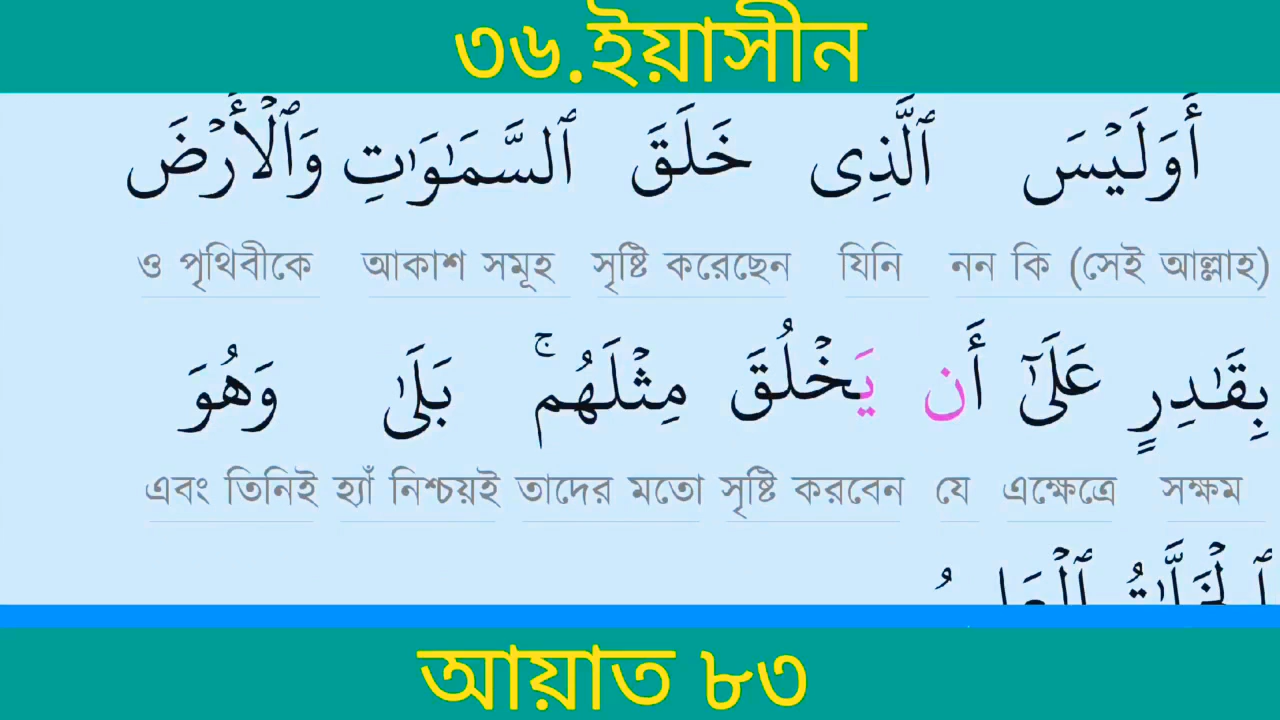 ৩৬.ইয়াসীন
أَوَلَيْسَ ٱلَّذِى خَلَقَ ٱلسَّمَـٰوَٰتِ وَٱلْأَرْضَ
ও পৃথিবীকে আকাশ সমূহ সৃষ্টি করেছেন যিনি নন কি (সেই আল্লাহ)
بِقَـٰدِرٍ عَلَىٰٓ أَن يَخْلُقَ مِثْلَهُم ۚ بَلَىٰ وَهُوَ
এবং তিনিই হ্যাঁ নিশ্চয়ই তাদের মতো সৃষ্টি করবেন যে এক্ষেত্রে সক্ষম
আয়াত ৮৩